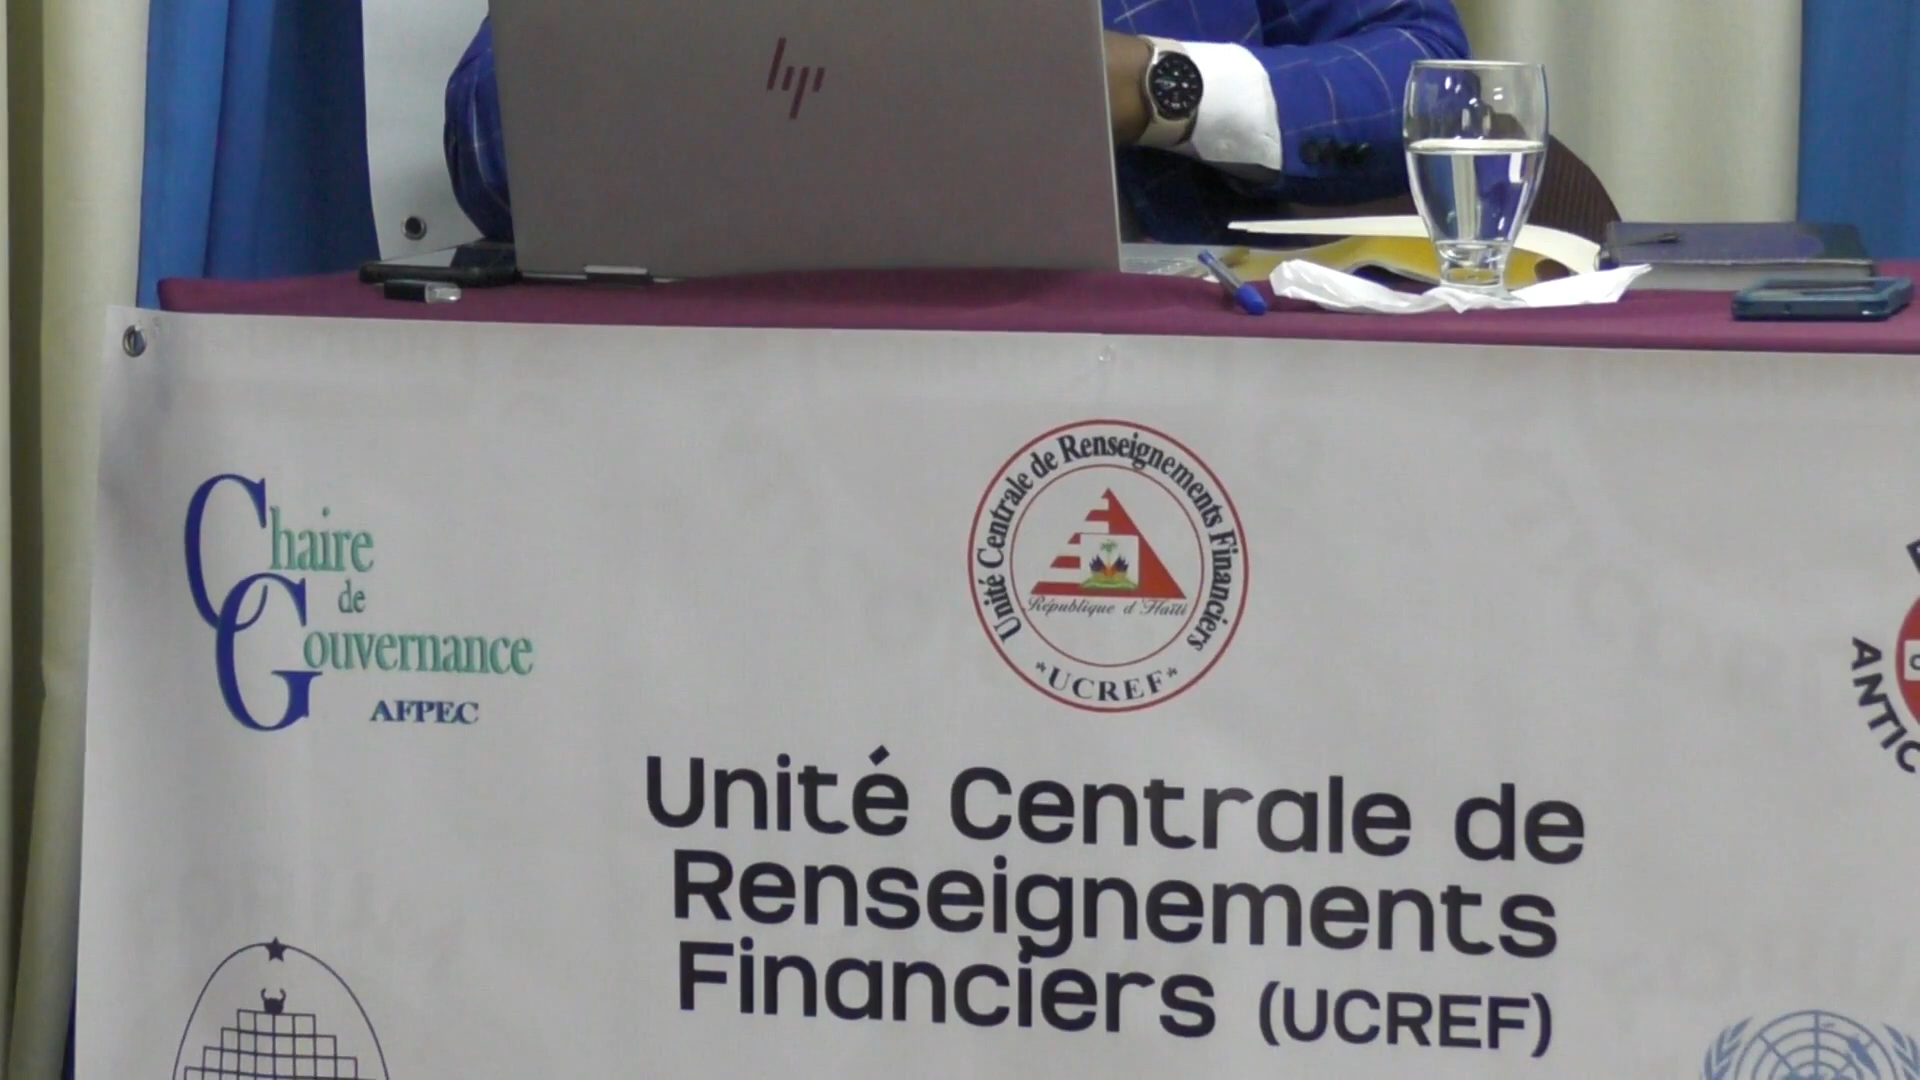 hp
Unité Centrale de Renseignements Financiers
République d'Haïti
*UCREF*
Chaire
de
Gouvernance
AFPEC
ANTIC
Unité Centrale de
Renseignements
Financiers (UCREF)